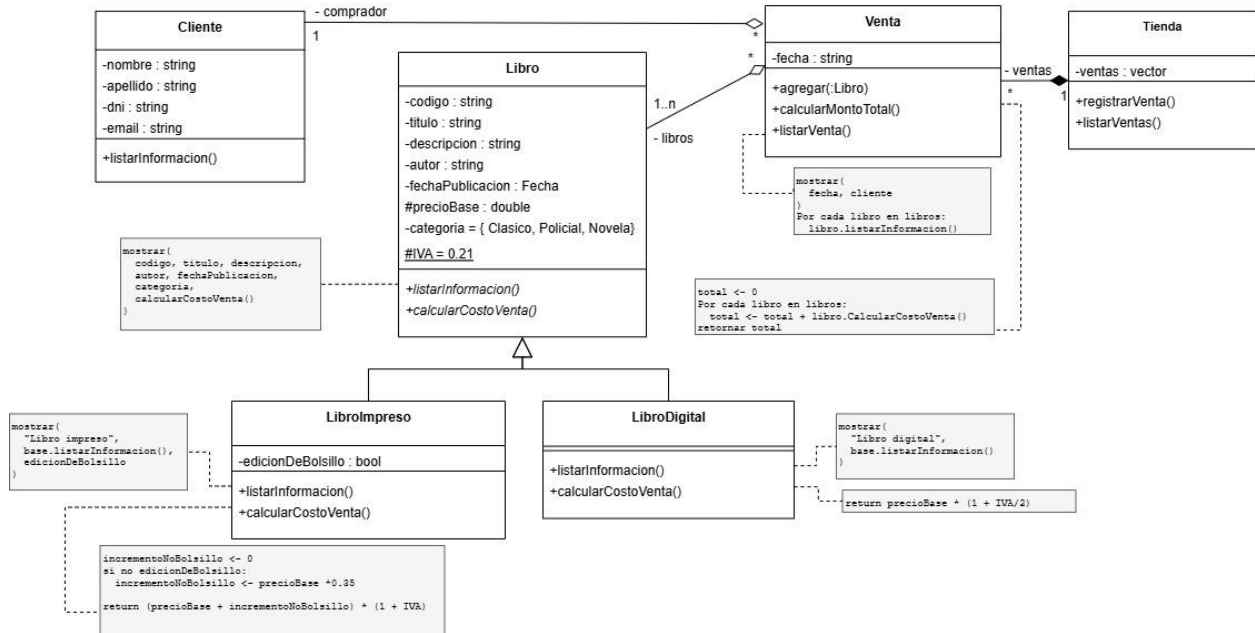 Cliente
-nombre : string
-apellido : string
-dni : string
-email : string
+listarInformacion()
- comprador
1
*
Libro
-codigo : string
-titulo : string
-descripcion : string
-autor : string
-fechaPublicacion : Fecha
#precioBase : double
-categoria = { Clasico, Policial, Novela}
#IVA = 0.21
+listarInformacion()
+calcularCostoVenta()
*
1..n
- libros
Venta
-fecha : string
+agregar(:Libro)
+calcularMontoTotal()
+listarVenta()
- ventas
*
1
Tienda
-ventas : vector
+registrarVenta()
+listarVentas()
mostrar(
fecha, cliente
)
Por cada libro en libros:
libro.listarInformacion()
mostrar(
codigo, titulo, descripcion,
autor, fechaPublicacion,
categoria,
calcularCostoVenta()
)
total <- 0
Por cada libro en libros:
total <- total + libro.CalcularCostoVenta()
retornar total
mostrar(
"Libro impreso",
base.listarInformacion(),
edicionDeBolsillo
)
LibroImpreso
-edicionDeBolsillo : bool
+listarInformacion()
+calcularCostoVenta()
LibroDigital
+listarInformacion()
+calcularCostoVenta()
mostrar(
"Libro digital",
base.listarInformacion()
)
return precioBase * (1 + IVA/2)
incrementoNoBolsillo <- 0
si no edicionDeBolsillo:
incrementoNoBolsillo <- precioBase *0.35
return (precioBase + incrementoNoBolsillo) * (1 + IVA)